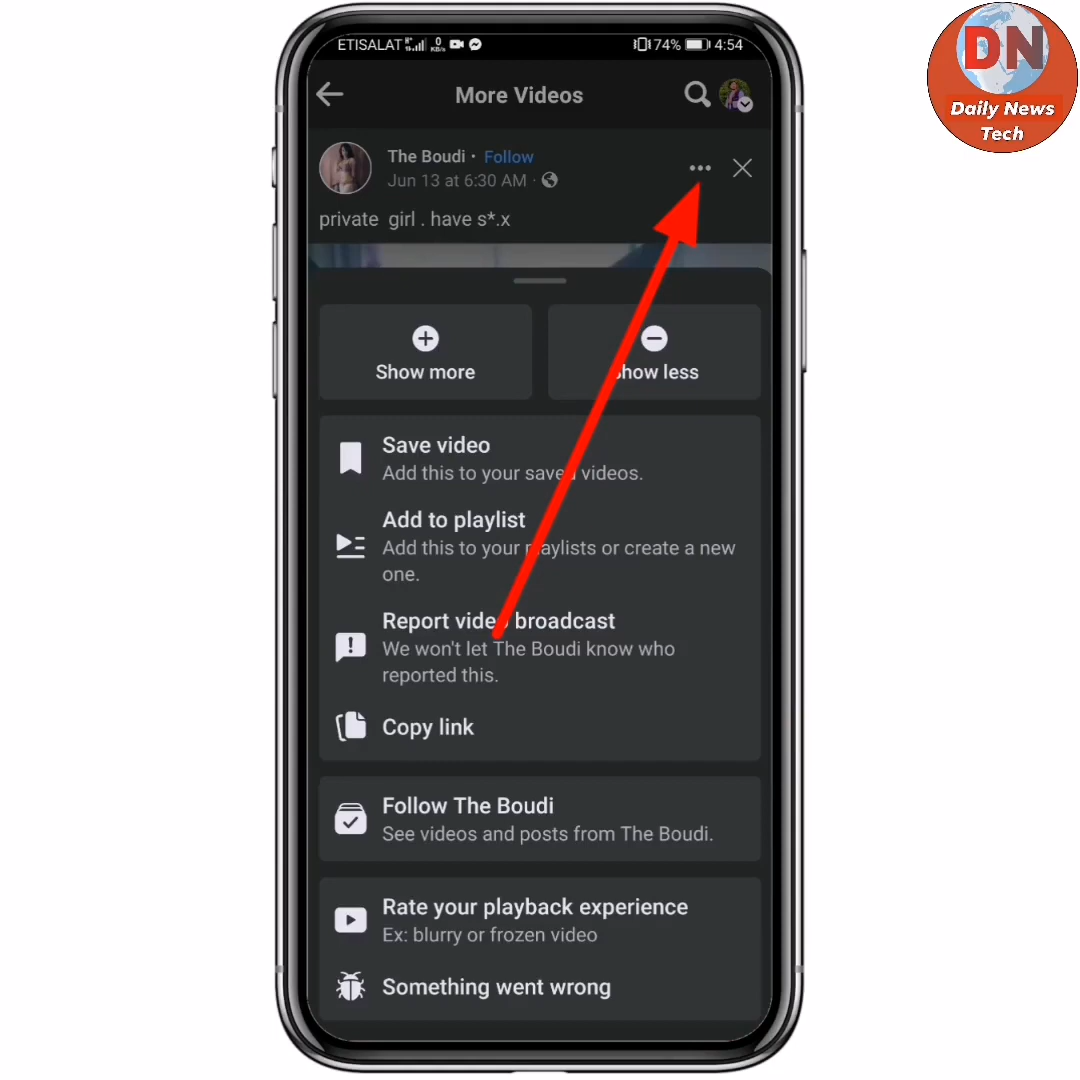 ETISALAT 0 KB/s 74% 4:54
DN
Daily News
Tech
More Videos
The Boudi · Follow
Jun 13 at 6:30 AM ·
private girl . have s*.x
Show more
Show less
Save video
Add this to your saved videos.
Add to playlist
Add this to your playlists or create a new
one.
Report video broadcast
We won't let The Boudi know who
reported this.
Copy link
Follow The Boudi
See videos and posts from The Boudi.
Rate your playback experience
Ex: blurry or frozen video
Something went wrong